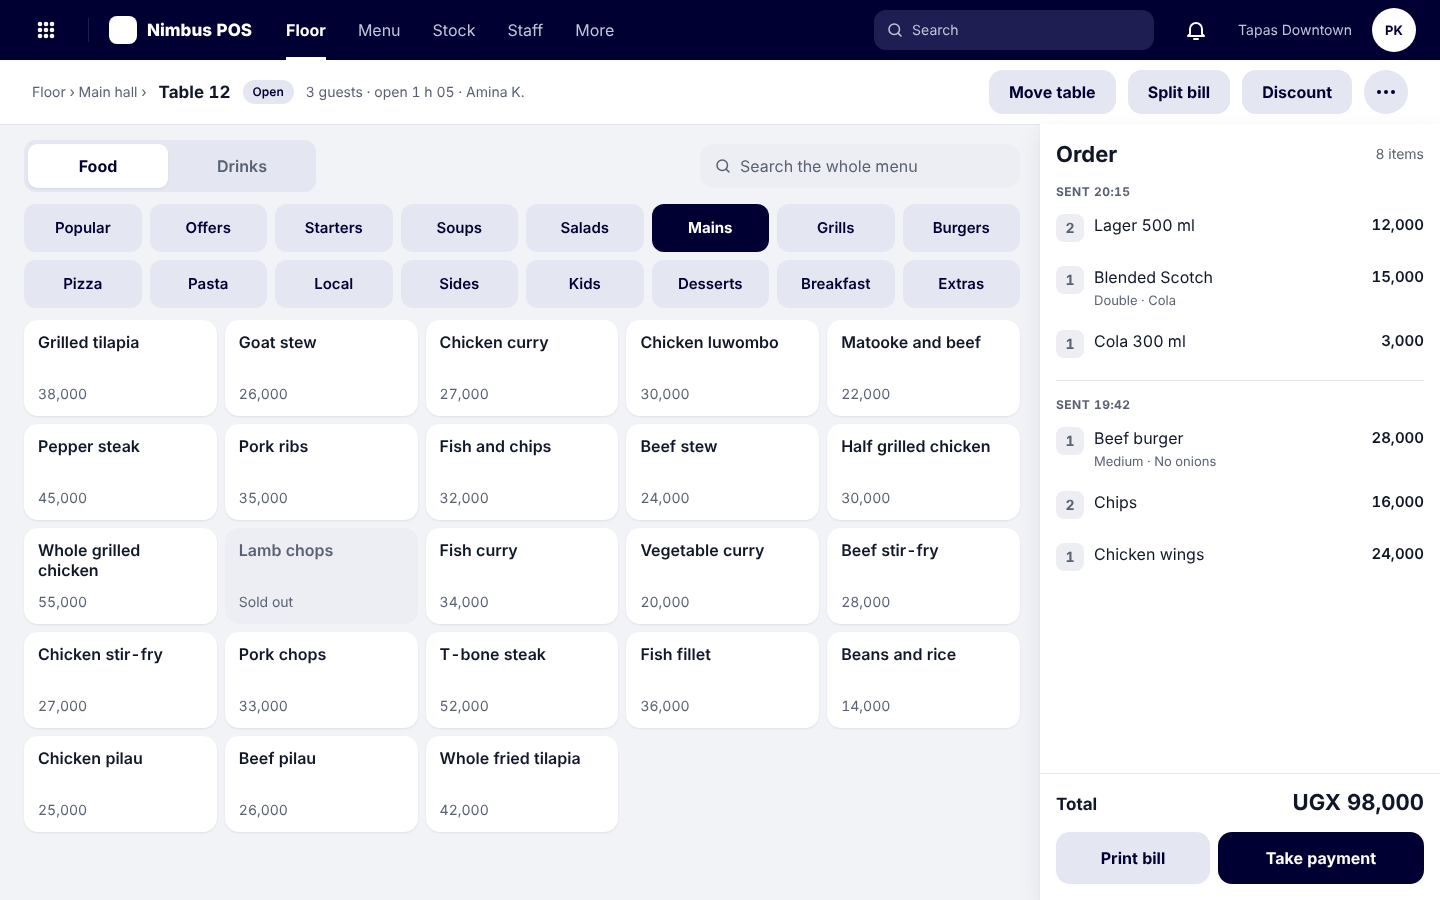 Nimbus POS
Floor
Menu
Stock
Staff
More
Search
Tapas Downtown
PK
Floor › Main hall › Table 12
Open
3 guests · open 1 h 05 · Amina K.
Move table
Split bill
Discount
Food
Drinks
Search the whole menu
Popular
Offers
Starters
Soups
Salads
Mains
Grills
Burgers
Pizza
Pasta
Local
Sides
Kids
Desserts
Breakfast
Extras
Grilled tilapia
38,000
Goat stew
26,000
Chicken curry
27,000
Chicken luwombo
30,000
Matooke and beef
22,000
Pepper steak
45,000
Pork ribs
35,000
Fish and chips
32,000
Beef stew
24,000
Half grilled chicken
30,000
Whole grilled
chicken
55,000
Lamb chops
Sold out
Fish curry
34,000
Vegetable curry
20,000
Beef stir-fry
28,000
Chicken stir-fry
27,000
Pork chops
33,000
T-bone steak
52,000
Fish fillet
36,000
Beans and rice
14,000
Chicken pilau
25,000
Beef pilau
26,000
Whole fried tilapia
42,000
Order
8 items
SENT 20:15
2 Lager 500 ml 12,000
1 Blended Scotch 15,000
Double · Cola
1 Cola 300 ml 3,000
SENT 19:42
1 Beef burger 28,000
Medium · No onions
2 Chips 16,000
1 Chicken wings 24,000
Total UGX 98,000
Print bill
Take payment